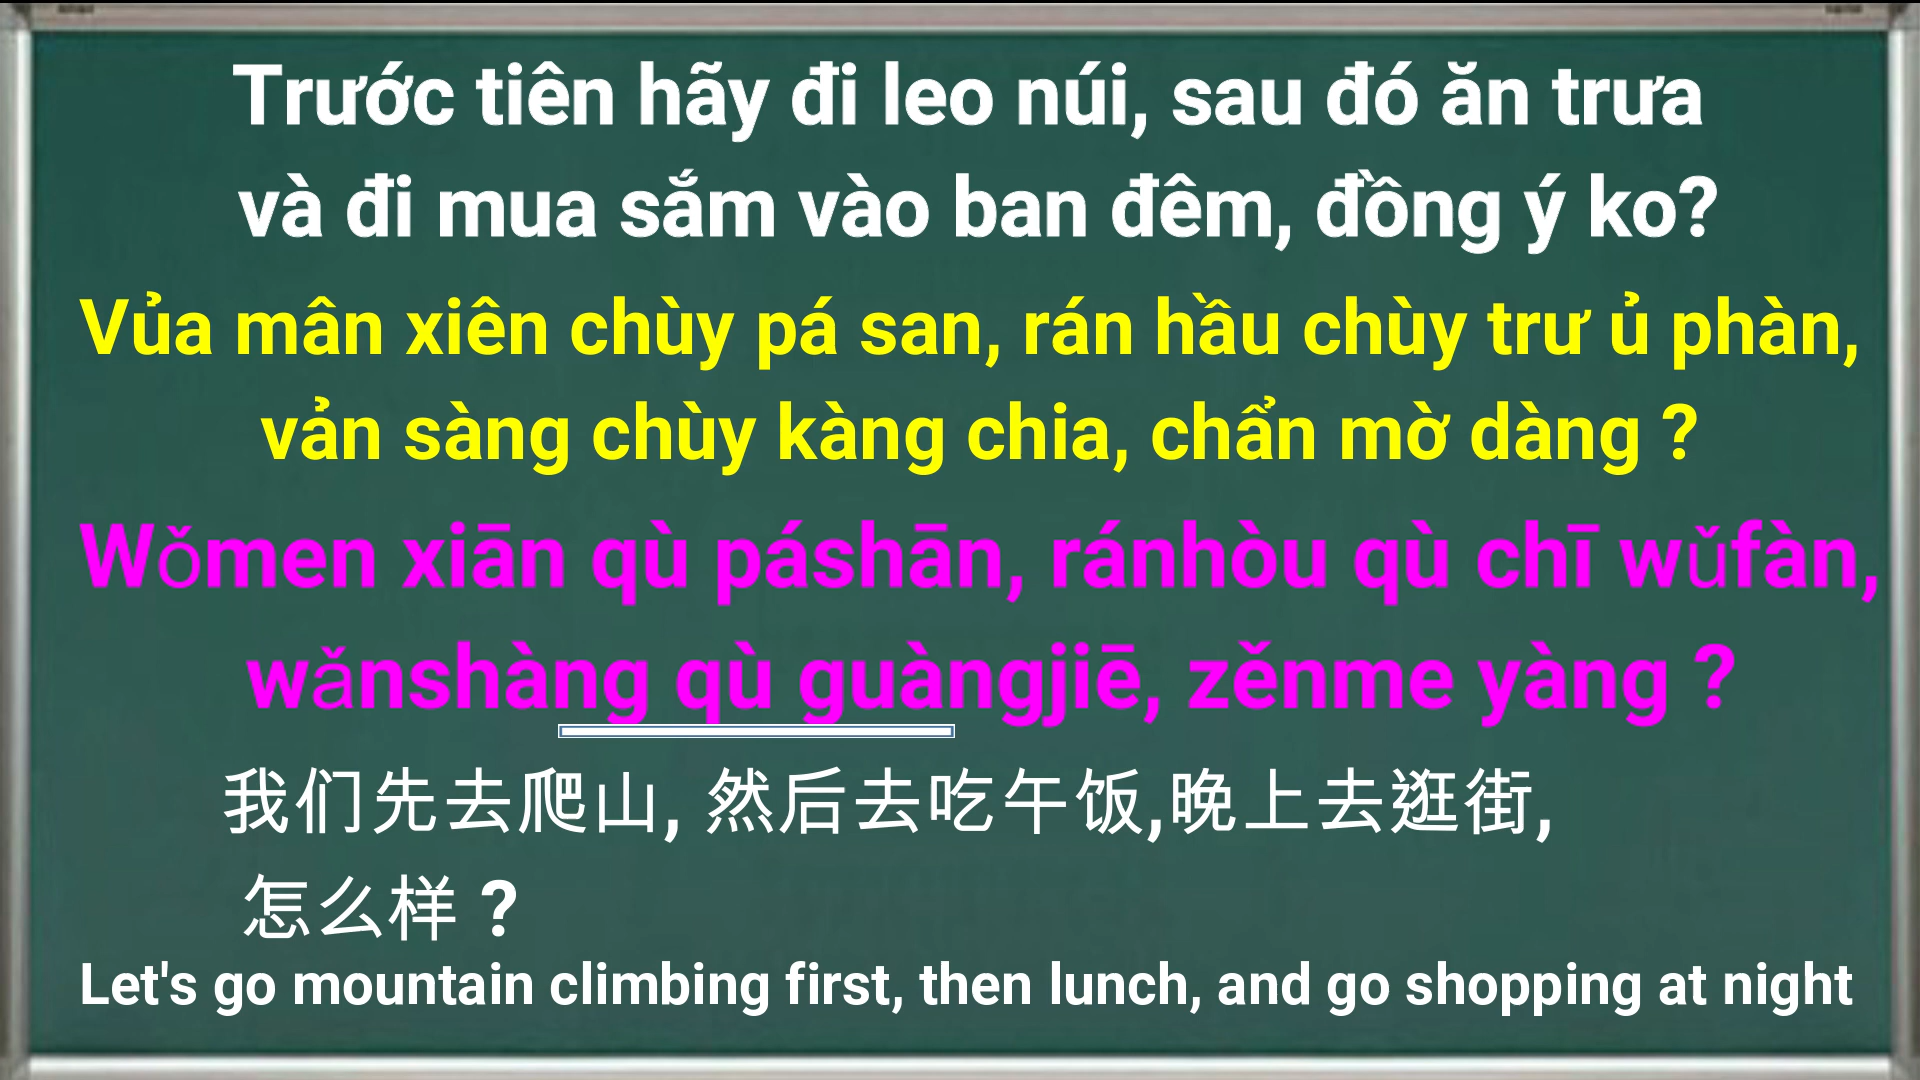 Trước tiên hãy đi leo núi, sau đó ăn trưa
và đi mua sắm vào ban đêm, đồng ý ko?
Vủa mân xiên chùy pá san, rán hầu chùy trư ủ phàn,
vản sàng chùy kàng chia, chẩn mờ dàng ?
Wǒmen xiān qù páshān, ránhòu qù chī wǔfàn,
wǎnshàng qù guàngjiē, zěnme yàng ?
我们先去爬山, 然后去吃午饭,晚上去逛街,
怎么样 ?
Let's go mountain climbing first, then lunch, and go shopping at night